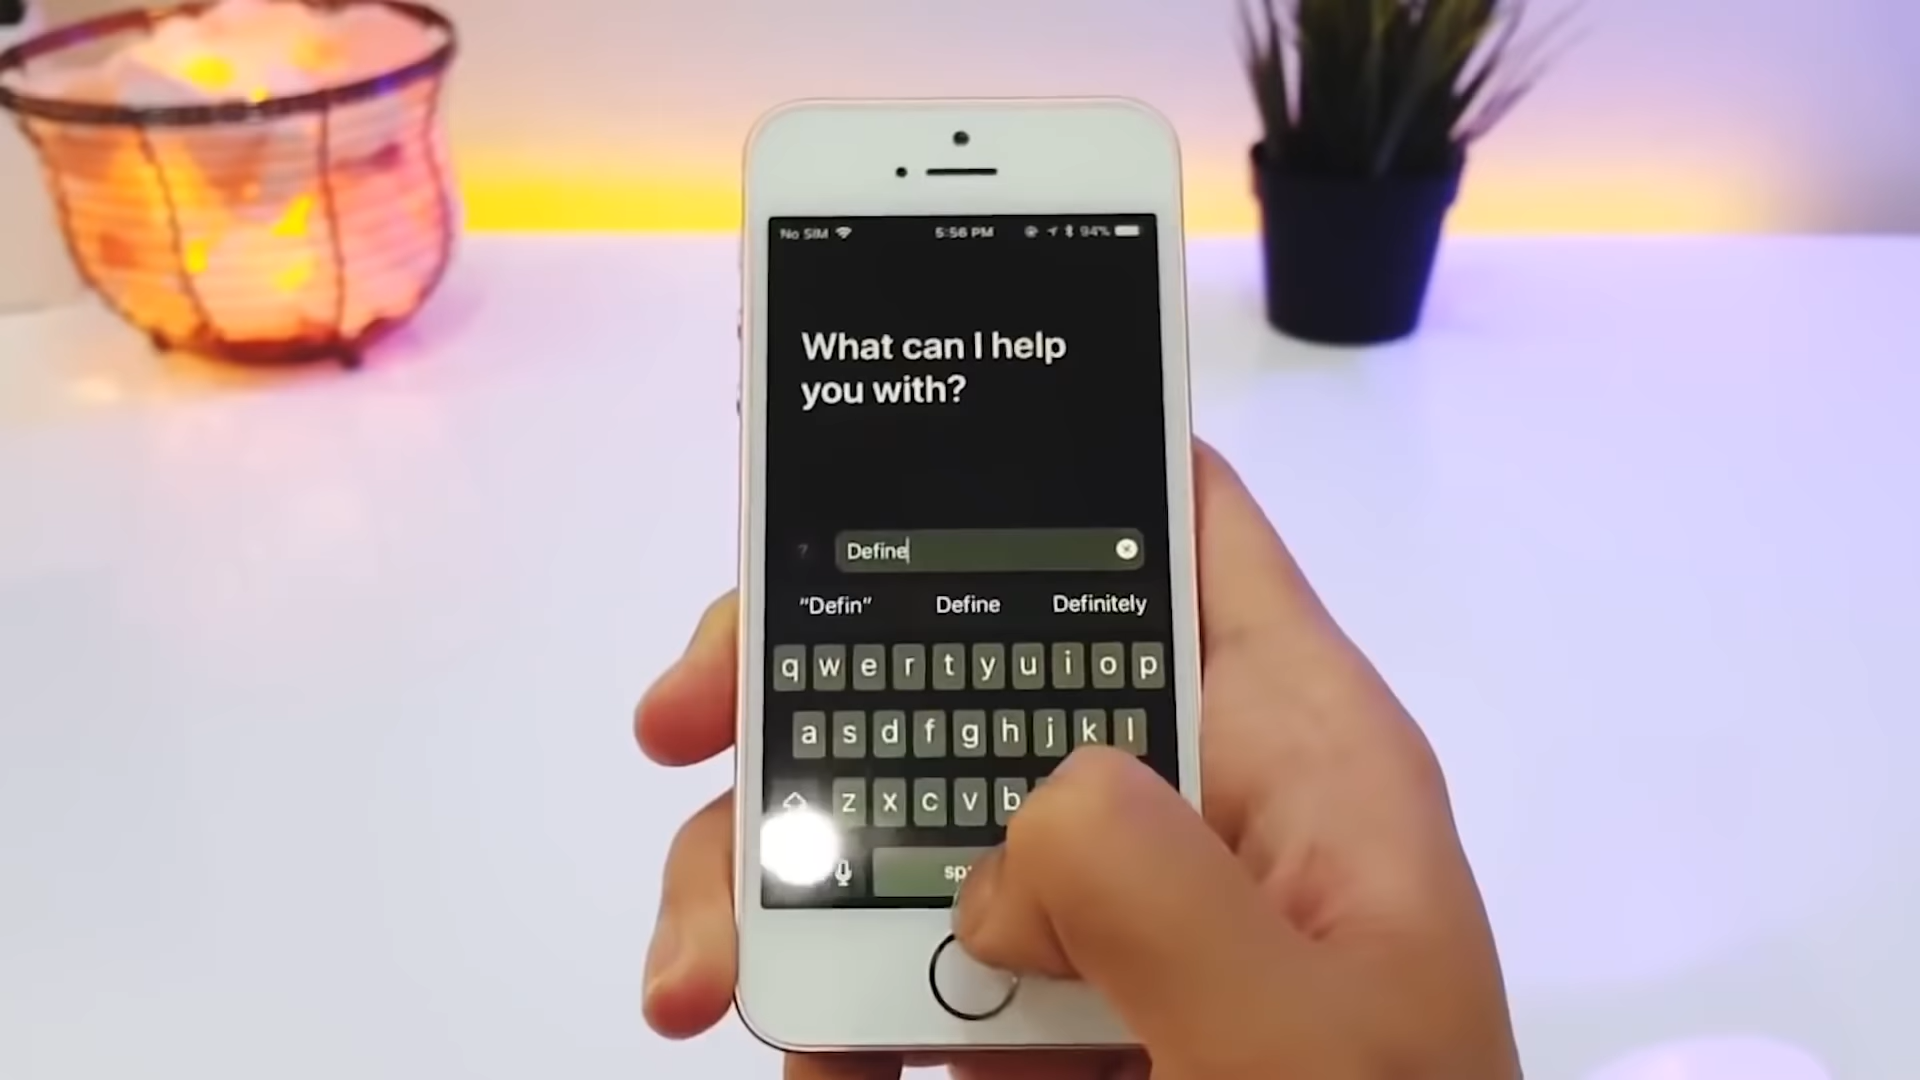 No SIM 5:56 PM 94%
What can I help
you with?
? Define
"Defin" Define Definitely
q w e r t y u i o p
a s d f g h j k l
z x c v b